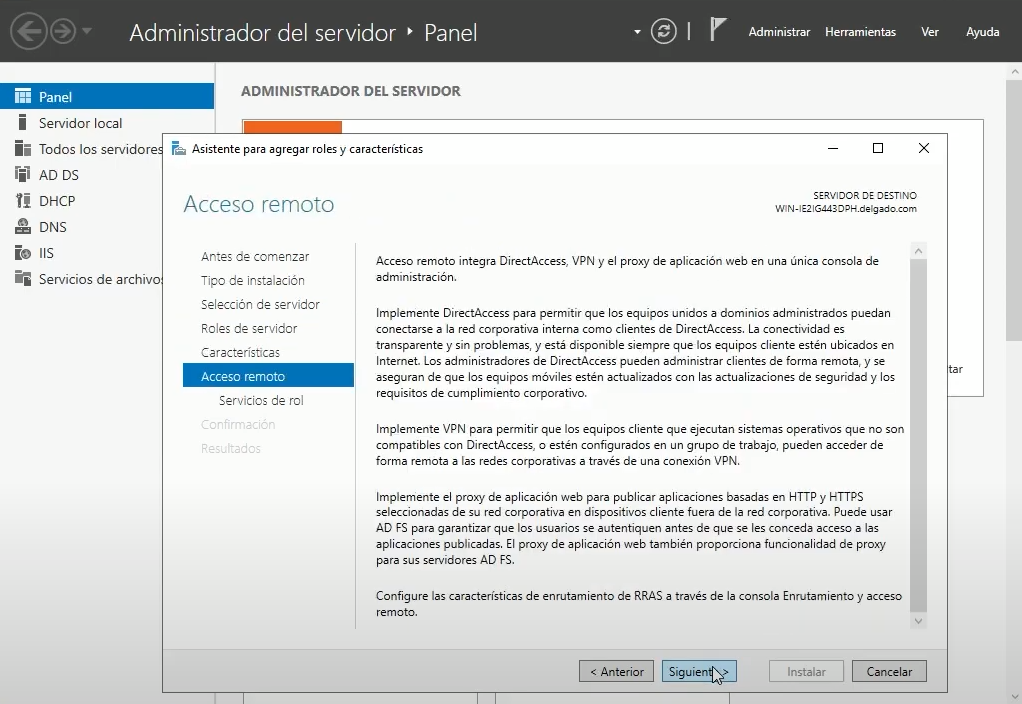 Administrador del servidor ‣ Panel
Administrar
Herramientas
Ver
Ayuda
Panel
Servidor local
Todos los servidores
AD DS
DHCP
DNS
IIS
Servicios de archivo
ADMINISTRADOR DEL SERVIDOR
Asistente para agregar roles y características
Acceso remoto
SERVIDOR DE DESTINO
WIN-IE2IG443DPH.delgado.com
Antes de comenzar
Tipo de instalación
Selección de servidor
Roles de servidor
Características
Acceso remoto
Servicios de rol
Confirmación
Resultados
Acceso remoto integra DirectAccess, VPN y el proxy de aplicación web en una única consola de
administración.
Implemente DirectAccess para permitir que los equipos unidos a dominios administrados puedan
conectarse a la red corporativa interna como clientes de DirectAccess. La conectividad es
transparente y sin problemas, y está disponible siempre que los equipos cliente estén ubicados en
Internet. Los administradores de DirectAccess pueden administrar clientes de forma remota, y se
aseguran de que los equipos móviles estén actualizados con las actualizaciones de seguridad y los
requisitos de cumplimiento corporativo.
Implemente VPN para permitir que los equipos cliente que ejecutan sistemas operativos que no son
compatibles con DirectAccess, o estén configurados en un grupo de trabajo, pueden acceder de
forma remota a las redes corporativas a través de una conexión VPN.
Implemente el proxy de aplicación web para publicar aplicaciones basadas en HTTP y HTTPS
seleccionadas de su red corporativa en dispositivos cliente fuera de la red corporativa. Puede usar
AD FS para garantizar que los usuarios se autentiquen antes de que se les conceda acceso a las
aplicaciones publicadas. El proxy de aplicación web también proporciona funcionalidad de proxy
para sus servidores AD FS.
Configure las características de enrutamiento de RRAS a través de la consola Enrutamiento y acceso
remoto.
tar
< Anterior
Siguient >
Instalar
Cancelar